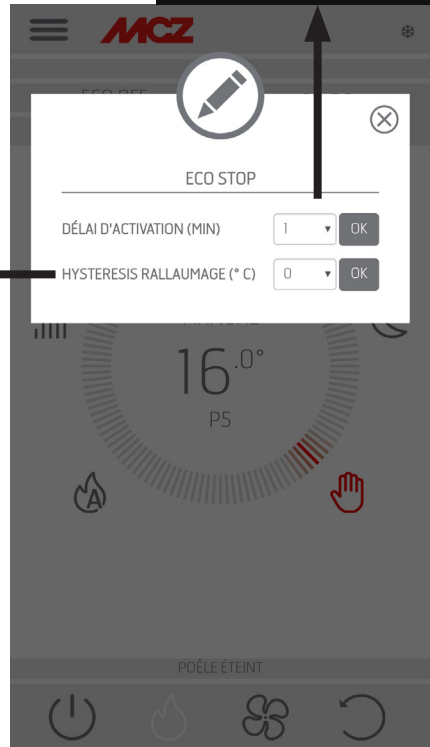 MCZ
ECO STOP
DÉLAI D'ACTIVATION (MIN) 1 OK
HYSTERESIS RALLAUMAGE (° C) 0 OK
16.0°
P5
A
POÊLE ÉTEINT